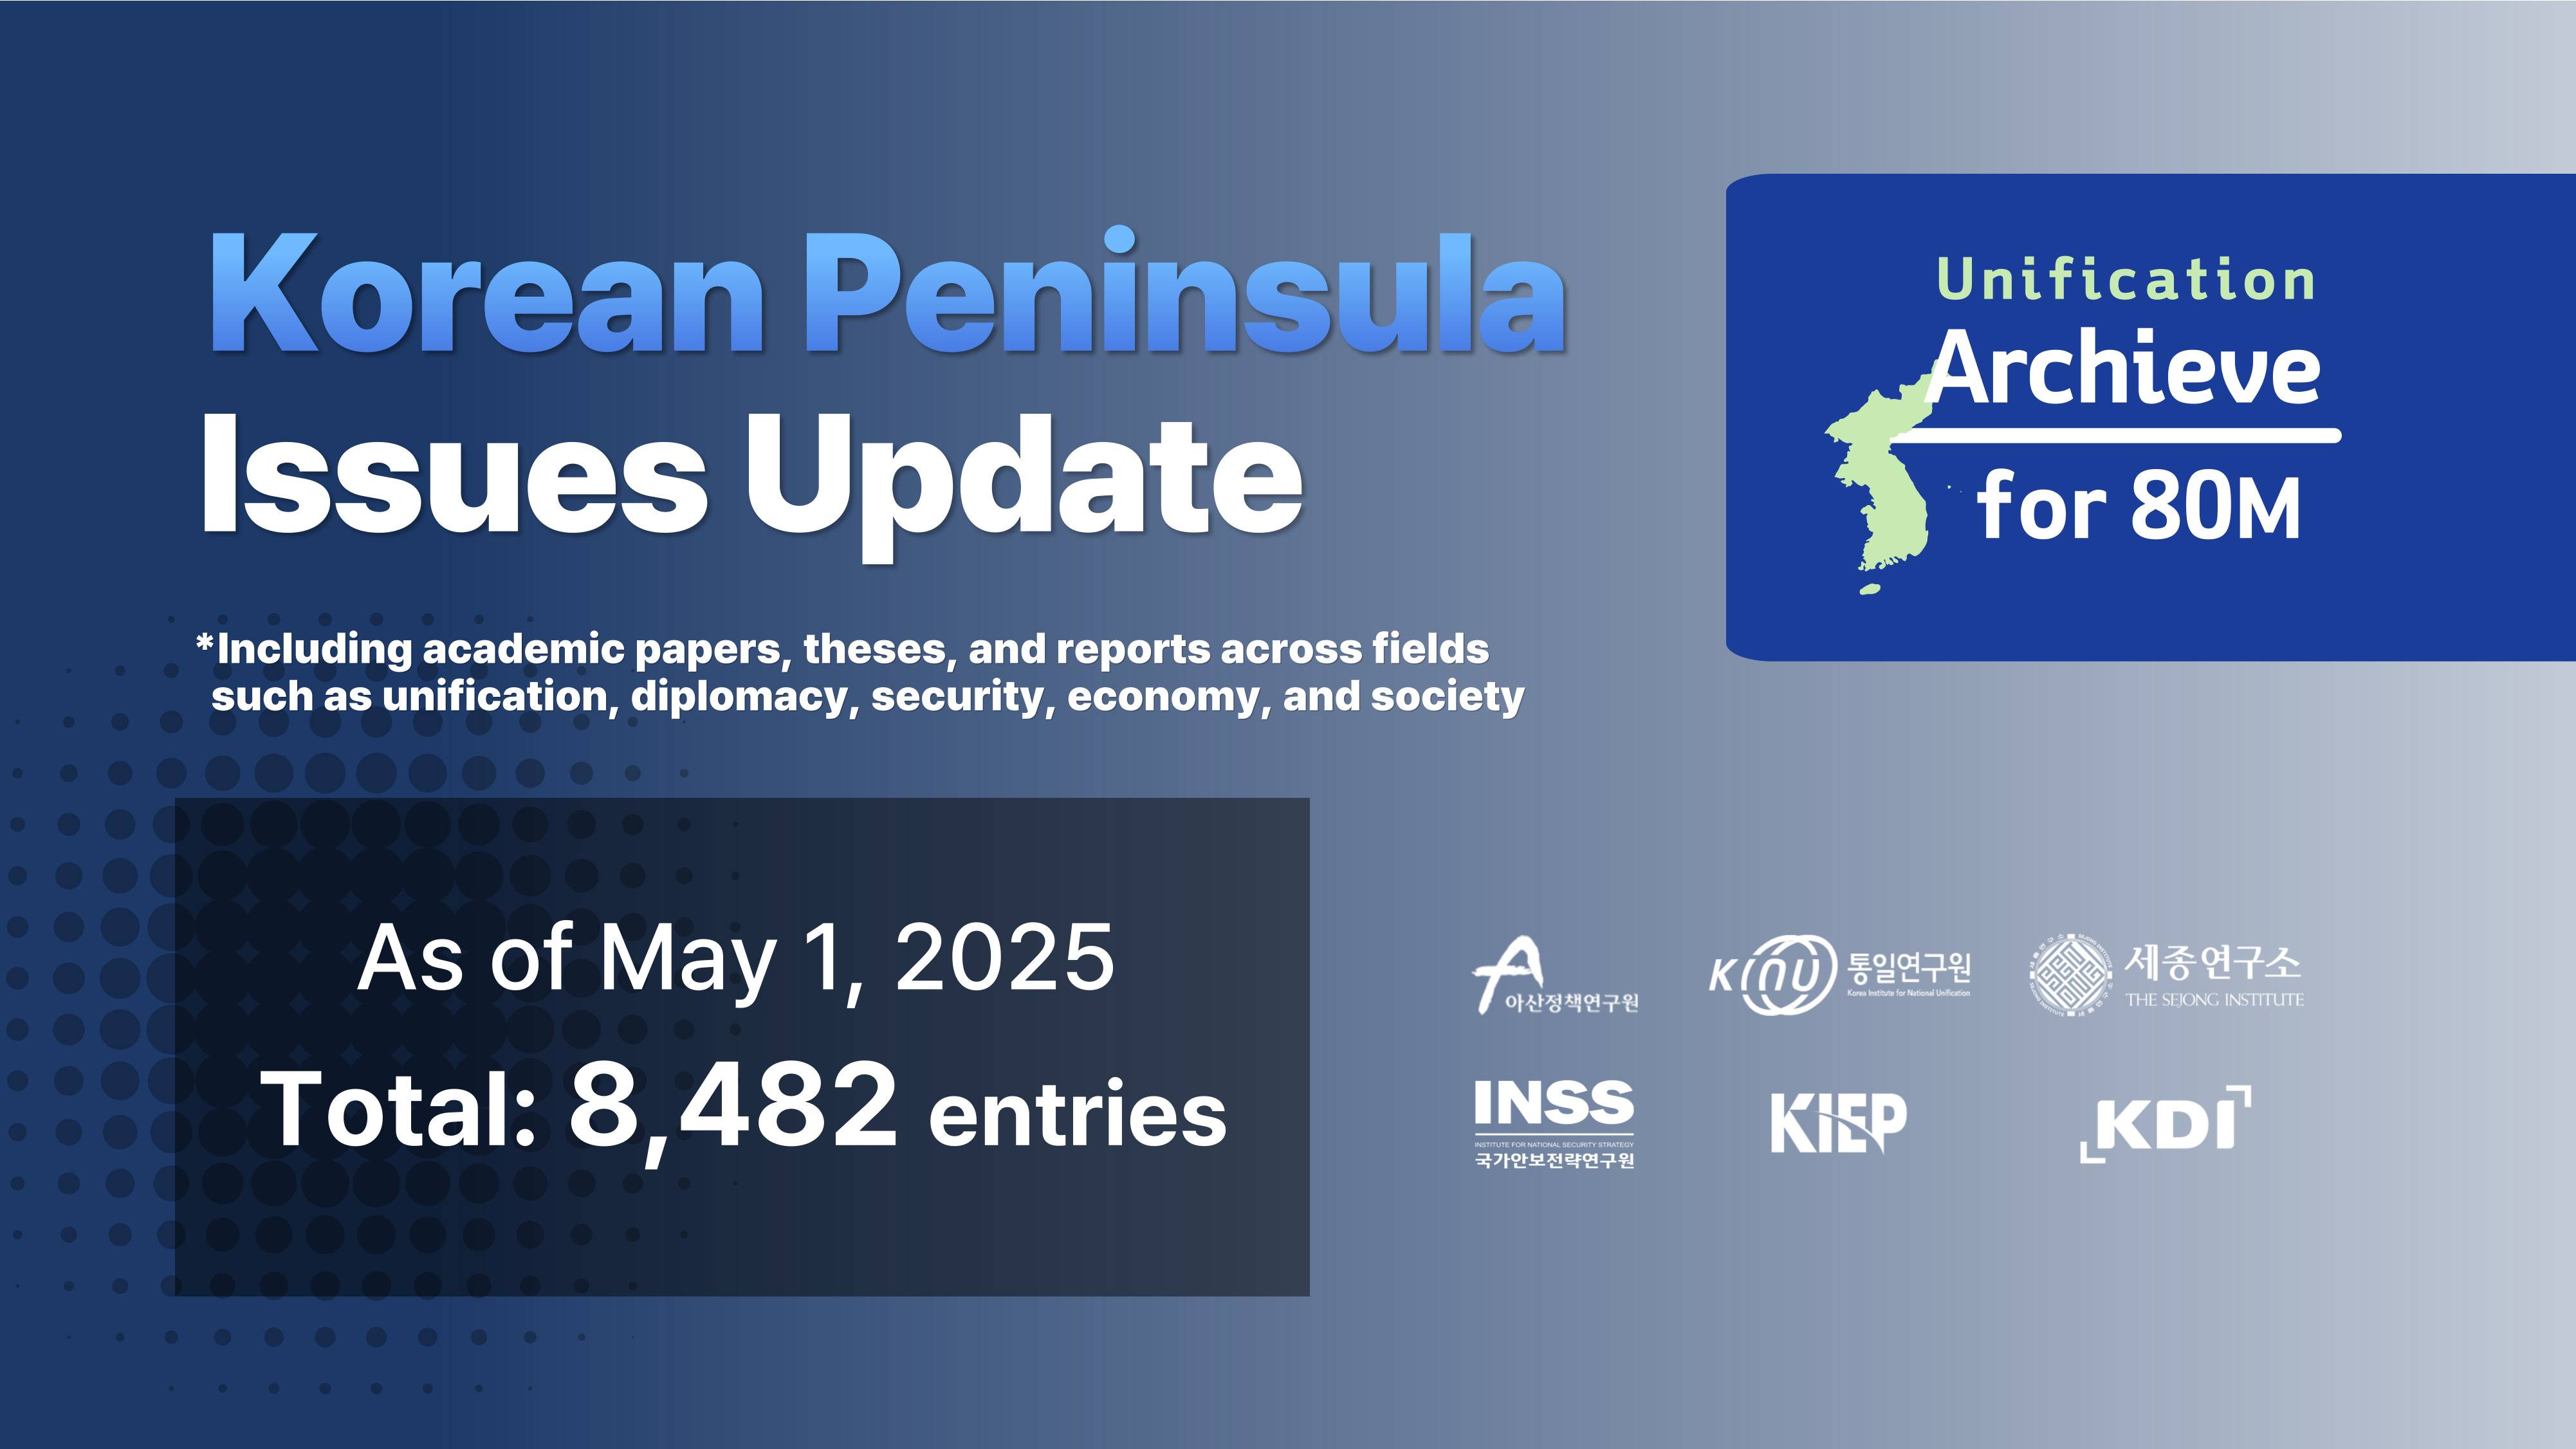 Korean Peninsula
Issues Update
*Including academic papers, theses, and reports across fields
such as unification, diplomacy, security, economy, and society
Unification
Archieve
for 80M
As of May 1, 2025
Total: 8,482 entries
아산정책연구원
KINU 통일연구원
Korea Institute for National Unification
세종연구소
THE SEJONG INSTITUTE
INSS
INSTITUTE FOR NATIONAL SECURITY STRATEGY
국가안보전략연구원
KIEP
KDI